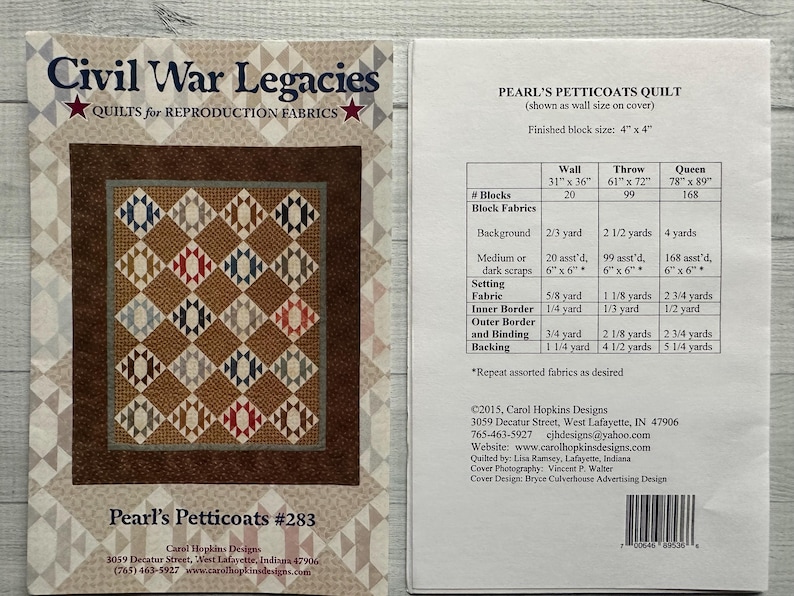 Civil War Legacies
QUILTS for REPRODUCTION FABRICS
Pearl's Petticoats #283
Carol Hopkins Designs
3059 Decatur Street, West Lafayette, Indiana 47906
(765) 463-5927 www.carolhopkinsdesigns.com
PEARL'S PETTICOATS QUILT
(shown as wall size on cover)
Finished block size: 4" x 4"
Wall Throw Queen
31" x 36" 61" x 72" 78" x 89"
# Blocks 20 99 168
Block Fabrics
Background 2/3 yard 2 1/2 yards 4 yards
Medium or 20 asst'd, 99 asst'd, 168 asst'd,
dark scraps 6" x 6" * 6" x 6" * 6" x 6" *
Setting
Fabric 5/8 yard 1 1/8 yards 2 3/4 yards
Inner Border 1/4 yard 1/3 yard 1/2 yard
Outer Border
and Binding 3/4 yard 2 1/8 yards 2 3/4 yards
Backing 1 1/4 yard 4 1/2 yards 5 1/4 yards
*Repeat assorted fabrics as desired
©2015, Carol Hopkins Designs
3059 Decatur Street, West Lafayette, IN 47906
765-463-5927 cjhdesigns@yahoo.com
Website: www.carolhopkinsdesigns.com
Quilted by: Lisa Ramsey, Lafayette, Indiana
Cover Photography: Vincent P. Walter
Cover Design: Bryce Culverhouse Advertising Design
7 00646 89536 6